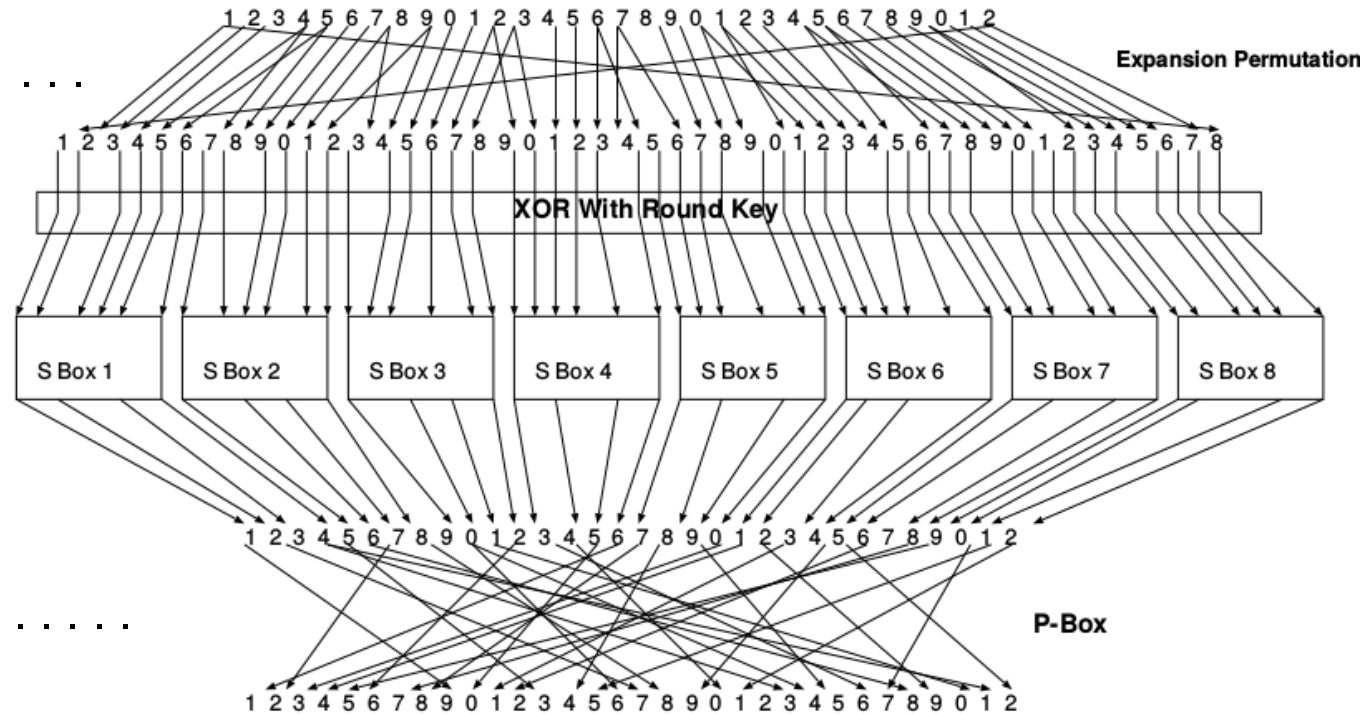 1 2 3 4 5 6 7 8 9 0 1 2 3 4 5 6 7 8 9 0 1 2 3 4 5 6 7 8 9 0 1 2
Expansion Permutation
. . .
1 2 3 4 5 6 7 8 9 0 1 2 3 4 5 6 7 8 9 0 1 2 3 4 5 6 7 8 9 0 1 2 3 4 5 6 7 8 9 0 1 2 3 4 5 6 7 8
XOR With Round Key
S Box 1 S Box 2 S Box 3 S Box 4 S Box 5 S Box 6 S Box 7 S Box 8
1 2 3 4 5 6 7 8 9 0 1 2 3 4 5 6 7 8 9 0 1 2 3 4 5 6 7 8 9 0 1 2
. . . . .
P-Box
1 2 3 4 5 6 7 8 9 0 1 2 3 4 5 6 7 8 9 0 1 2 3 4 5 6 7 8 9 0 1 2